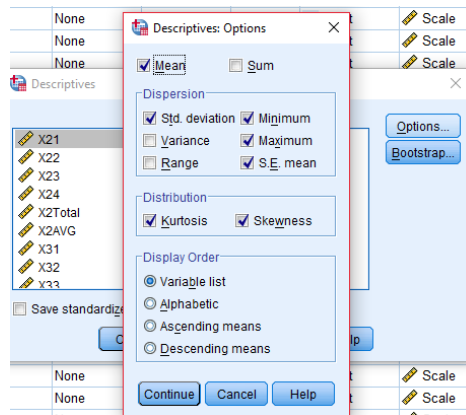 None
Scale
None
Scale
None
Scale
Descriptives: Options
Mean
Sum
Dispersion
Std. deviation
Minimum
Variance
Maximum
Range
S.E. mean
Distribution
Kurtosis
Skewness
Display Order
Variable list
Alphabetic
Ascending means
Descending means
Continue
Cancel
Help
Descriptives
X21
X22
X23
X24
X2Total
X2AVG
X31
X32
X33
Save standardize
Options...
Bootstrap...
None
Scale
None
Scale